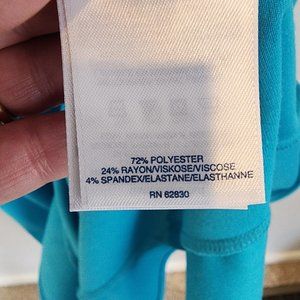 72% POLYESTER
24% RAYON/VISKOSE/VISCOSE
4% SPANDEX/ELASTANE/ELASTHANNE
RN 62830